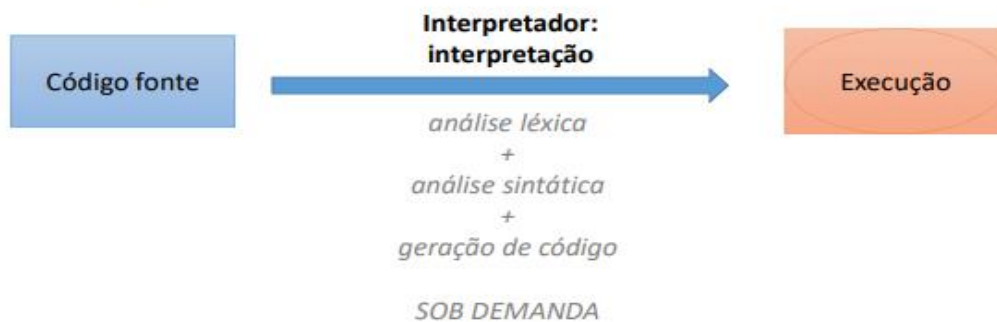 Código fonte
Interpretador:
interpretação
análise léxica
+
análise sintática
+
geração de código
SOB DEMANDA
Execução